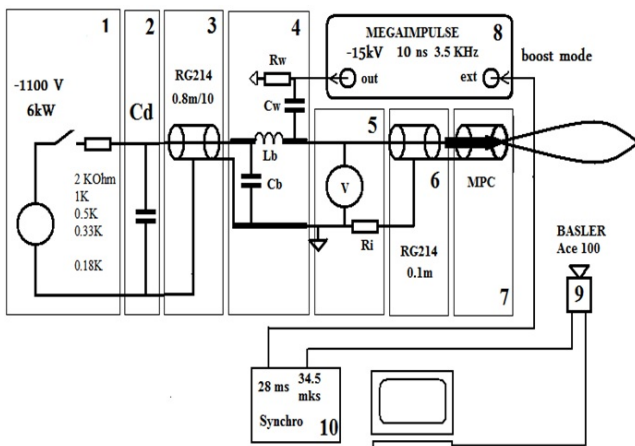 1
2
3
4
8
MEGAIMPULSE
-15kV 10 ns 3.5 KHz
boost mode
out
ext
Rw
Cw
RG214
0.8m/10
-1100 V
6kW
Cd
Lb
Cb
5
V
Ri
6
RG214
0.1m
MPC
7
2 KOhm
1K
0.5K
0.33K
0.18K
BASLER
Ace 100
9
28 ms
34.5
mks
Synchro
10